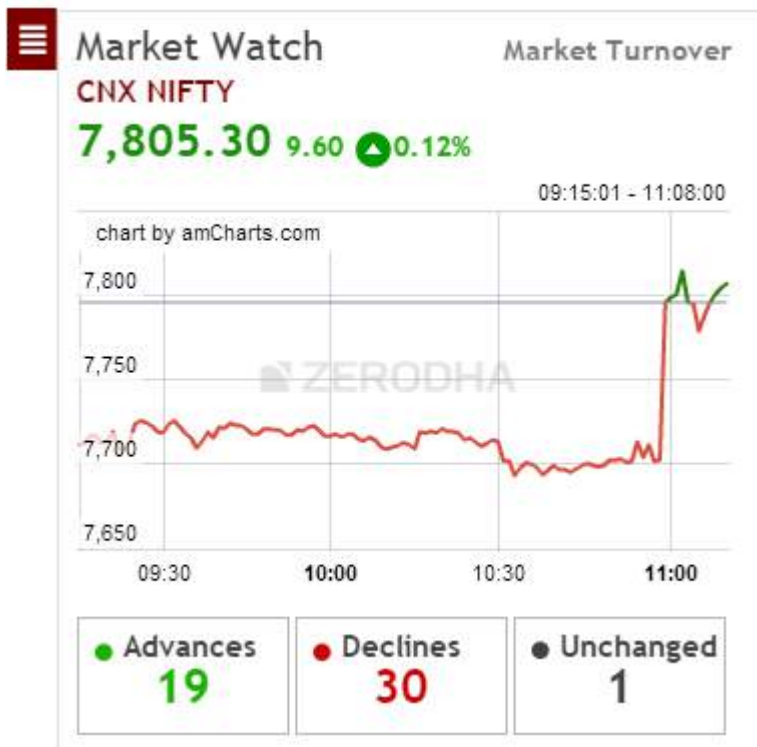 Market Watch
Market Turnover
CNX NIFTY
7,805.30 9.60 0.12%
09:15:01 - 11:08:00
chart by amCharts.com
7,800
7,750
ZERODHA
7,700
7,650
09:30 10:00 10:30 11:00
Advances
19
Declines
30
Unchanged
1